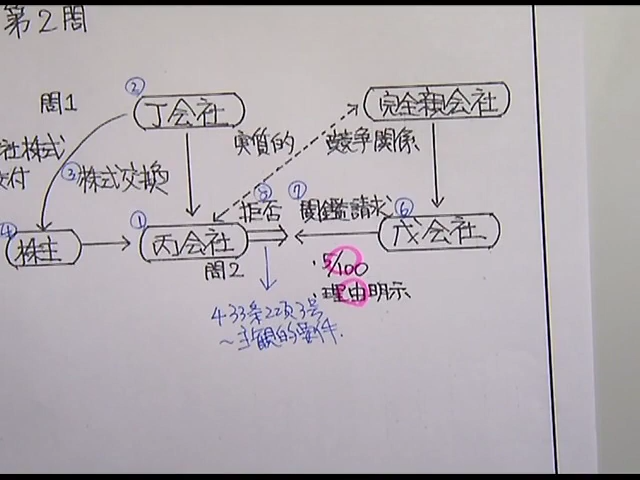 第2問
問1
②
丁会社
完全親会社
社株式
交付
③株式交換
実質的
競争関係
④
株主
①
丙会社
問2
⑧
拒否
⑦
閲謄請求
⑥
戊会社
・5/100
・理由明示
433条2項3号
~主観的要件.